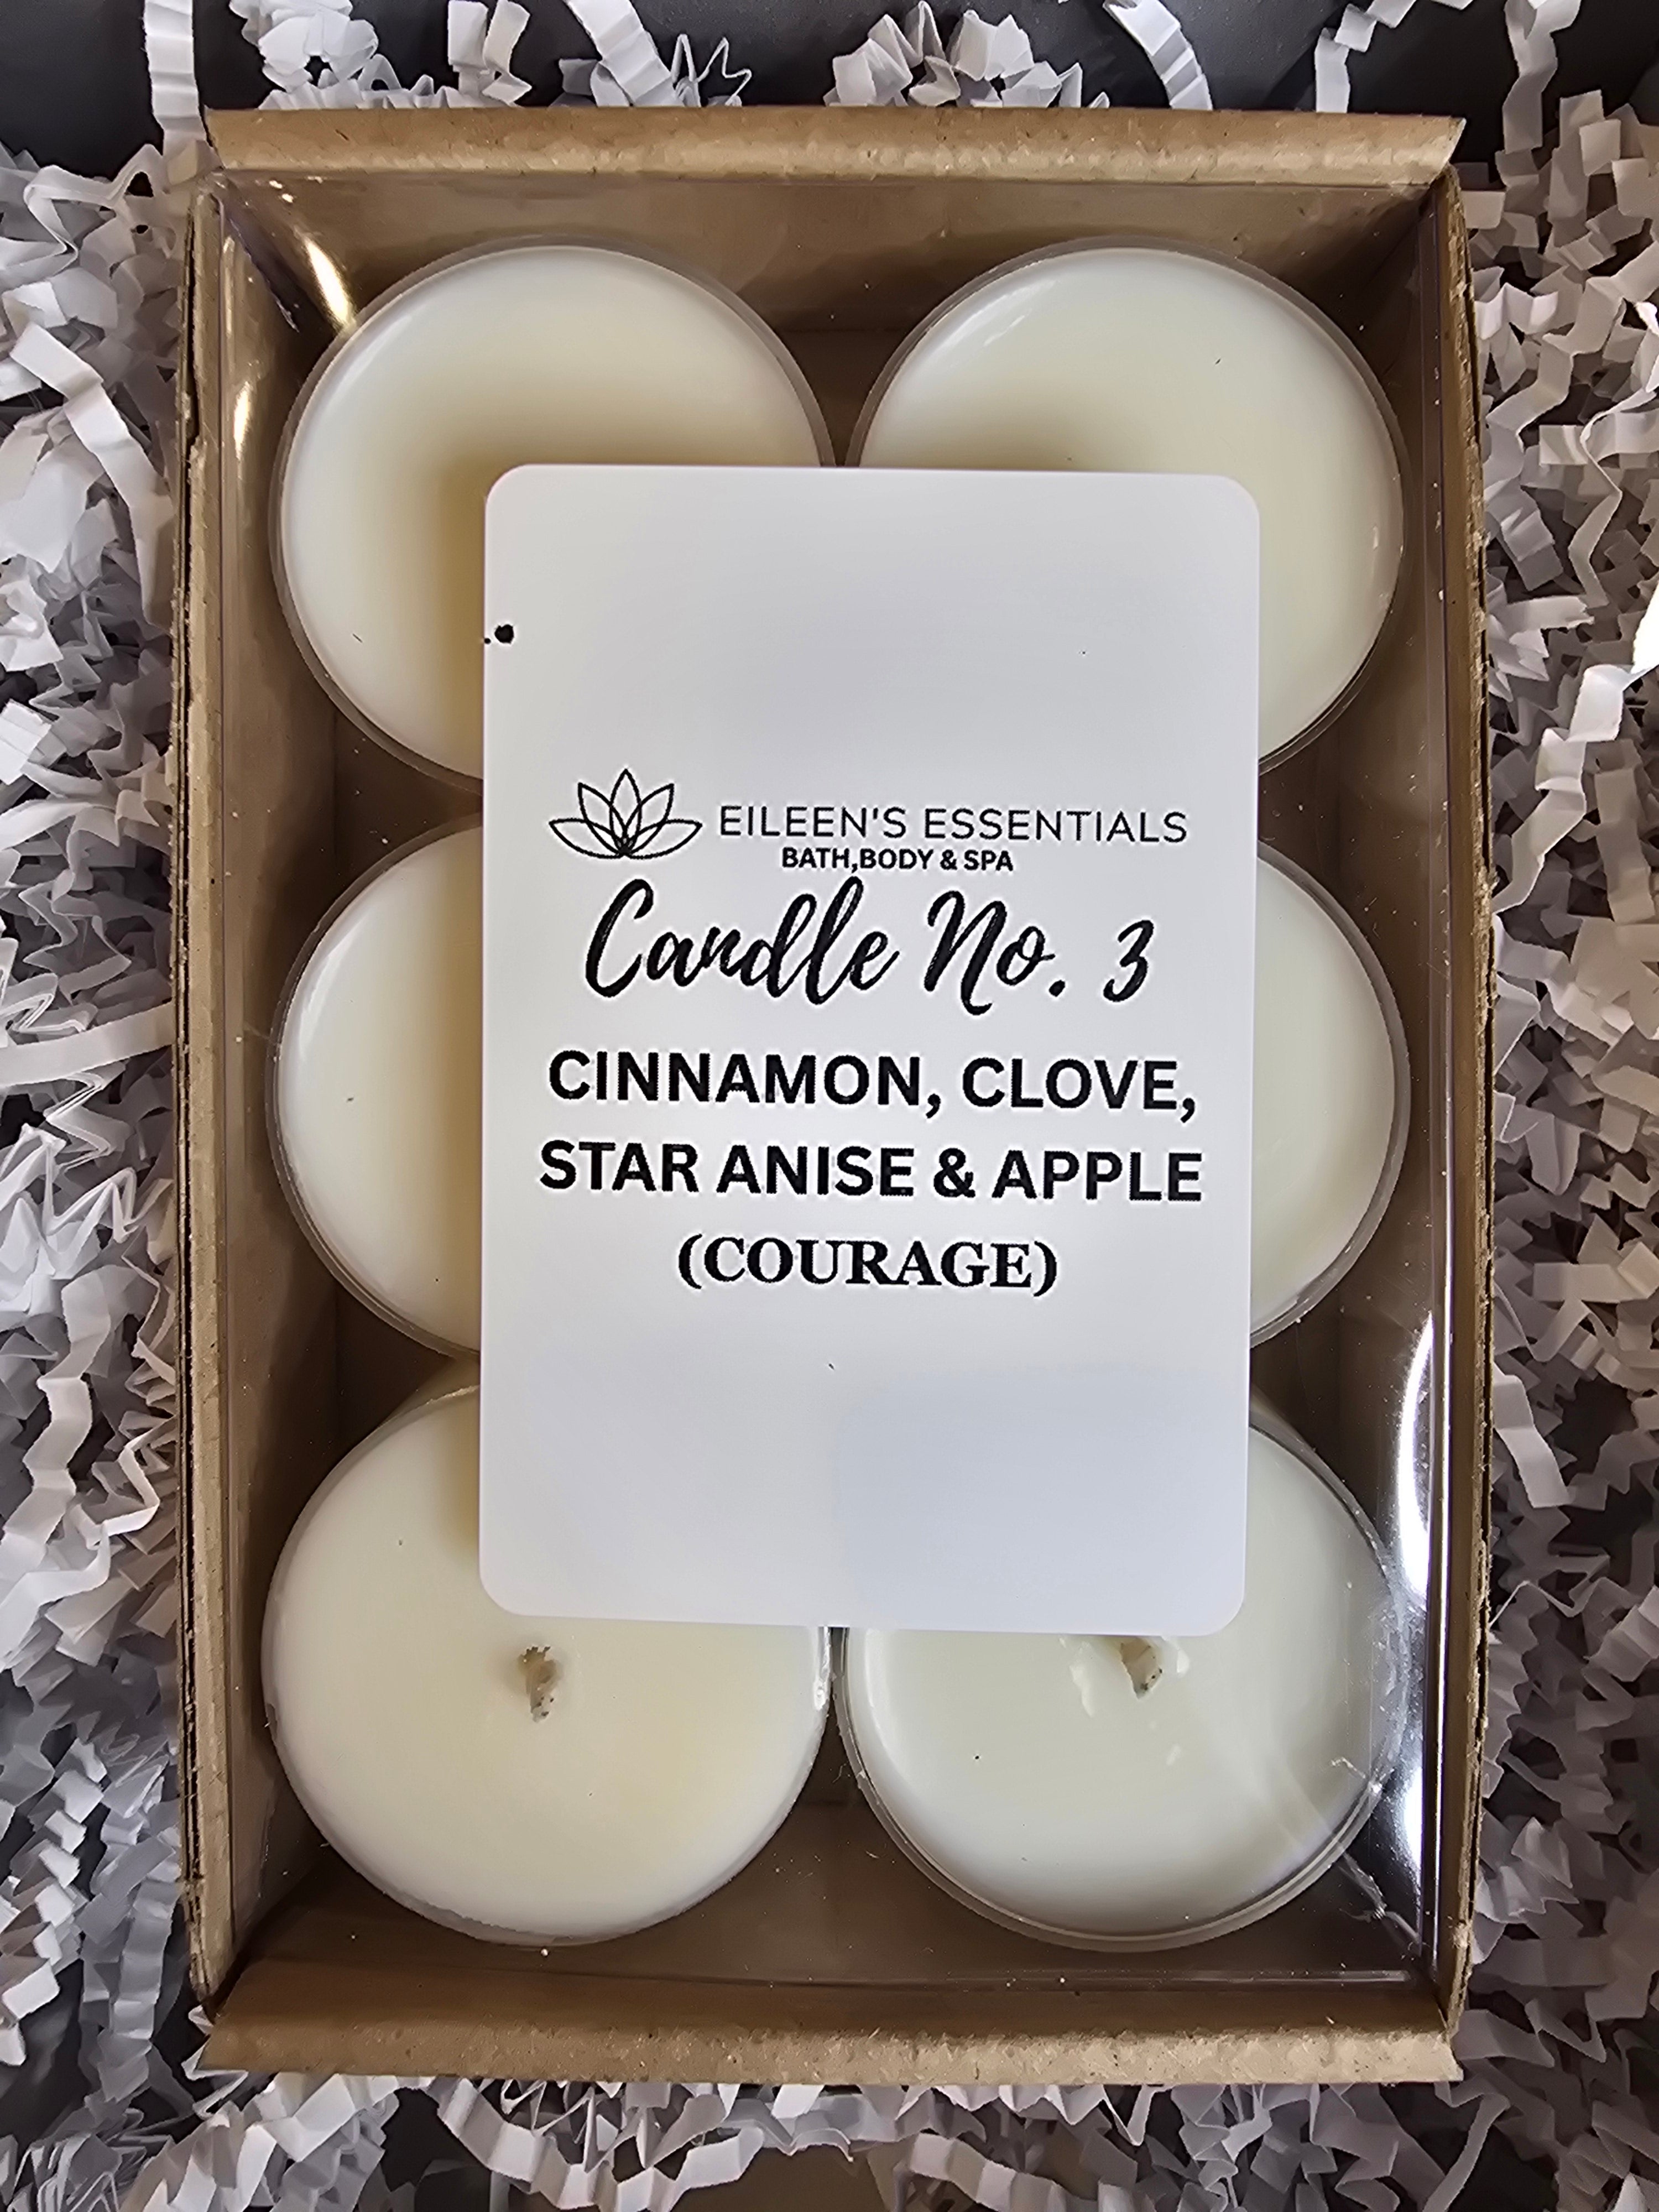 EILEEN'S ESSENTIALS
BATH,BODY & SPA
Candle No. 3
CINNAMON, CLOVE,
STAR ANISE & APPLE
(COURAGE)